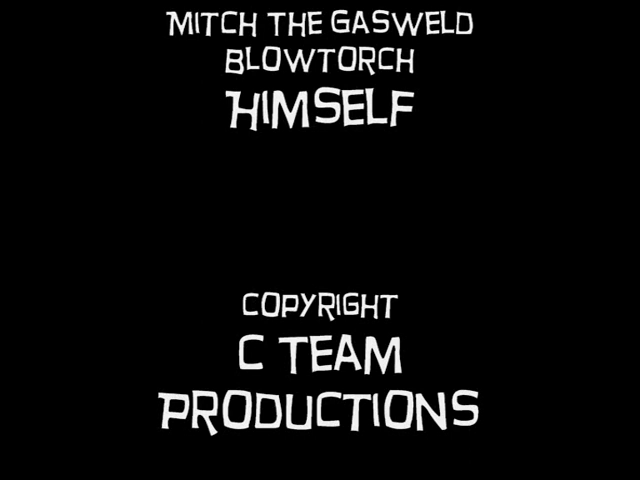 MITCH THE GASWELD
BLOWTORCH
HIMSELF
COPYRIGHT
C TEAM
PRODUCTIONS